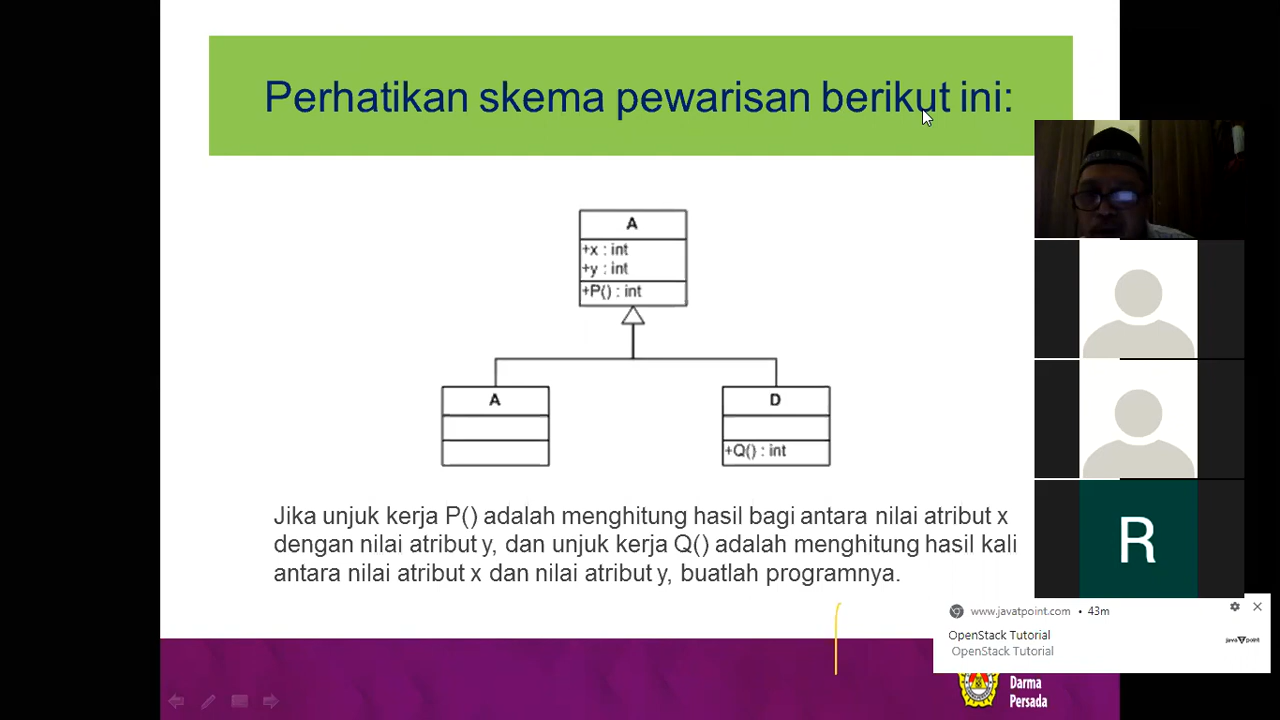 Perhatikan skema pewarisan berikut ini:
A
+x : int
+y : int
+P() : int
A
D
+Q() : int
Jika unjuk kerja P() adalah menghitung hasil bagi antara nilai atribut x
dengan nilai atribut y, dan unjuk kerja Q() adalah menghitung hasil kali
antara nilai atribut x dan nilai atribut y, buatlah programnya.
R
www.javatpoint.com • 43m
OpenStack Tutorial
OpenStack Tutorial
javaTpoint
Darma
Persada